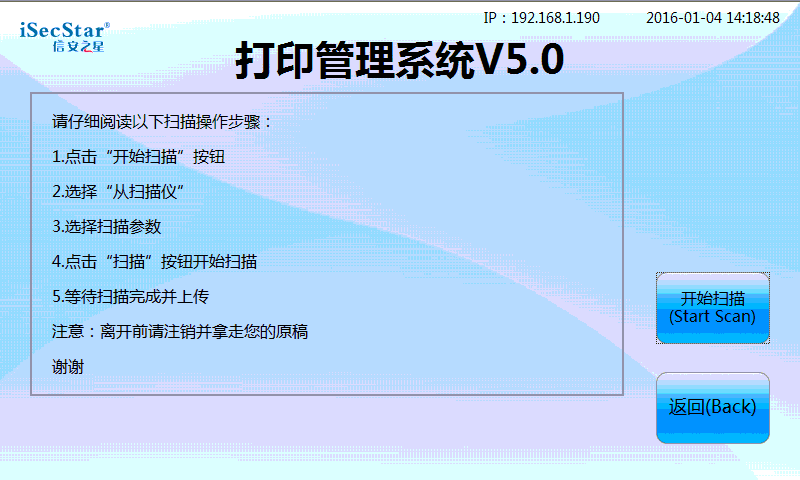 iSecStar®
信安之星
IP：192.168.1.190
2016-01-04 14:18:48
打印管理系统V5.0
请仔细阅读以下扫描操作步骤：
1.点击“开始扫描”按钮
2.选择“从扫描仪”
3.选择扫描参数
4.点击“扫描”按钮开始扫描
5.等待扫描完成并上传
注意：离开前请注销并拿走您的原稿
谢谢
开始扫描
(Start Scan)
返回(Back)